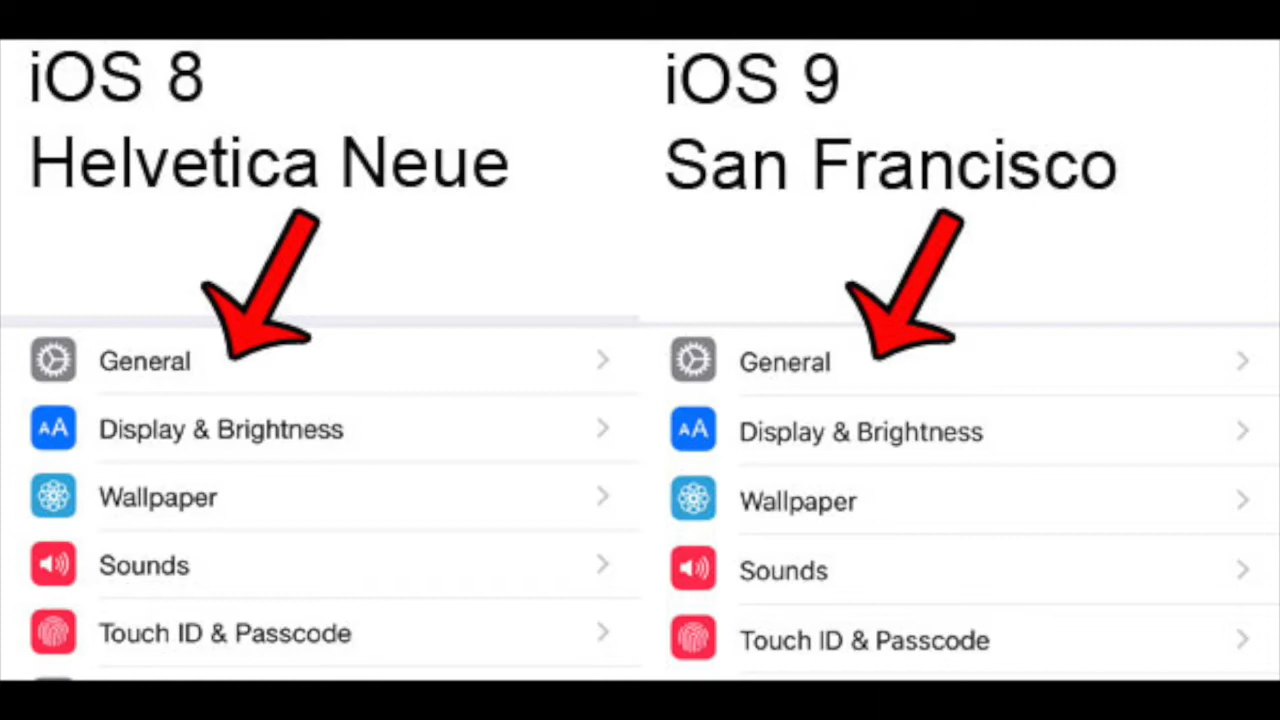 iOS 8
Helvetica Neue
General
Display & Brightness
Wallpaper
Sounds
Touch ID & Passcode
iOS 9
San Francisco
General
Display & Brightness
Wallpaper
Sounds
Touch ID & Passcode